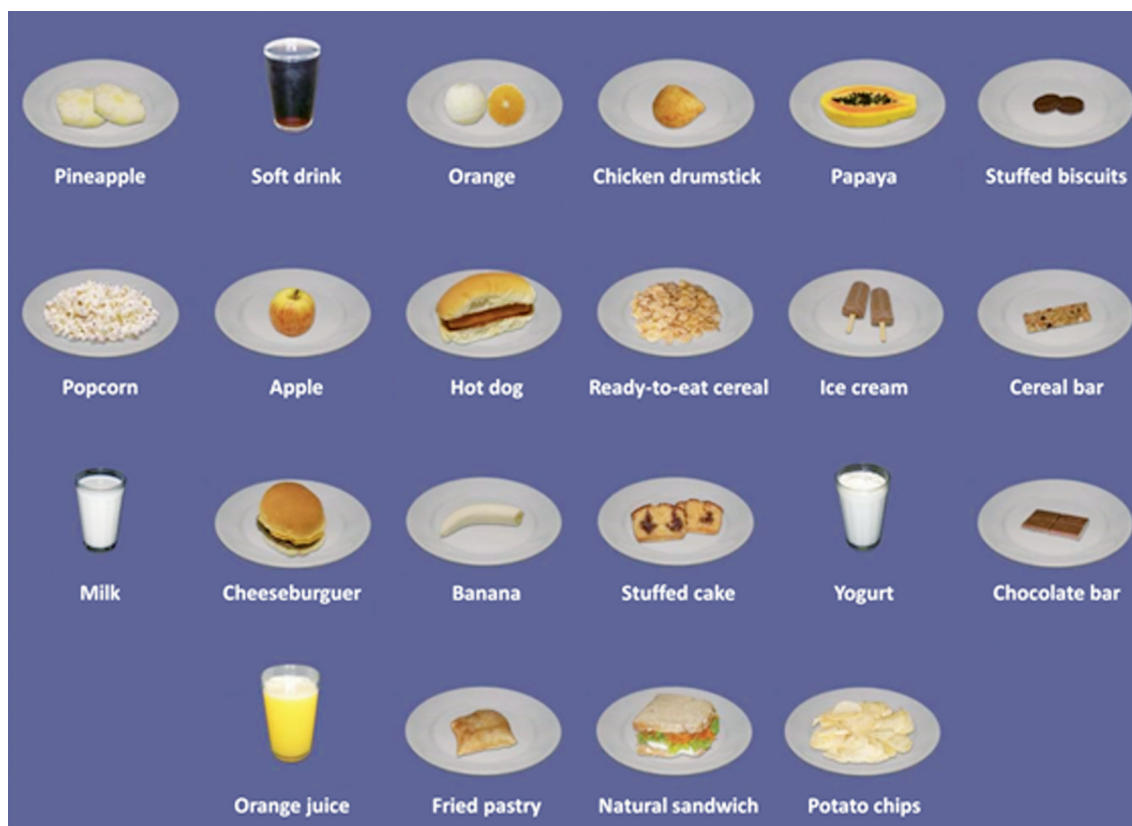 Pineapple
Soft drink
Orange
Chicken drumstick
Papaya
Stuffed biscuits
Popcorn
Apple
Hot dog
Ready-to-eat cereal
Ice cream
Cereal bar
Milk
Cheeseburguer
Banana
Stuffed cake
Yogurt
Chocolate bar
Orange juice
Fried pastry
Natural sandwich
Potato chips